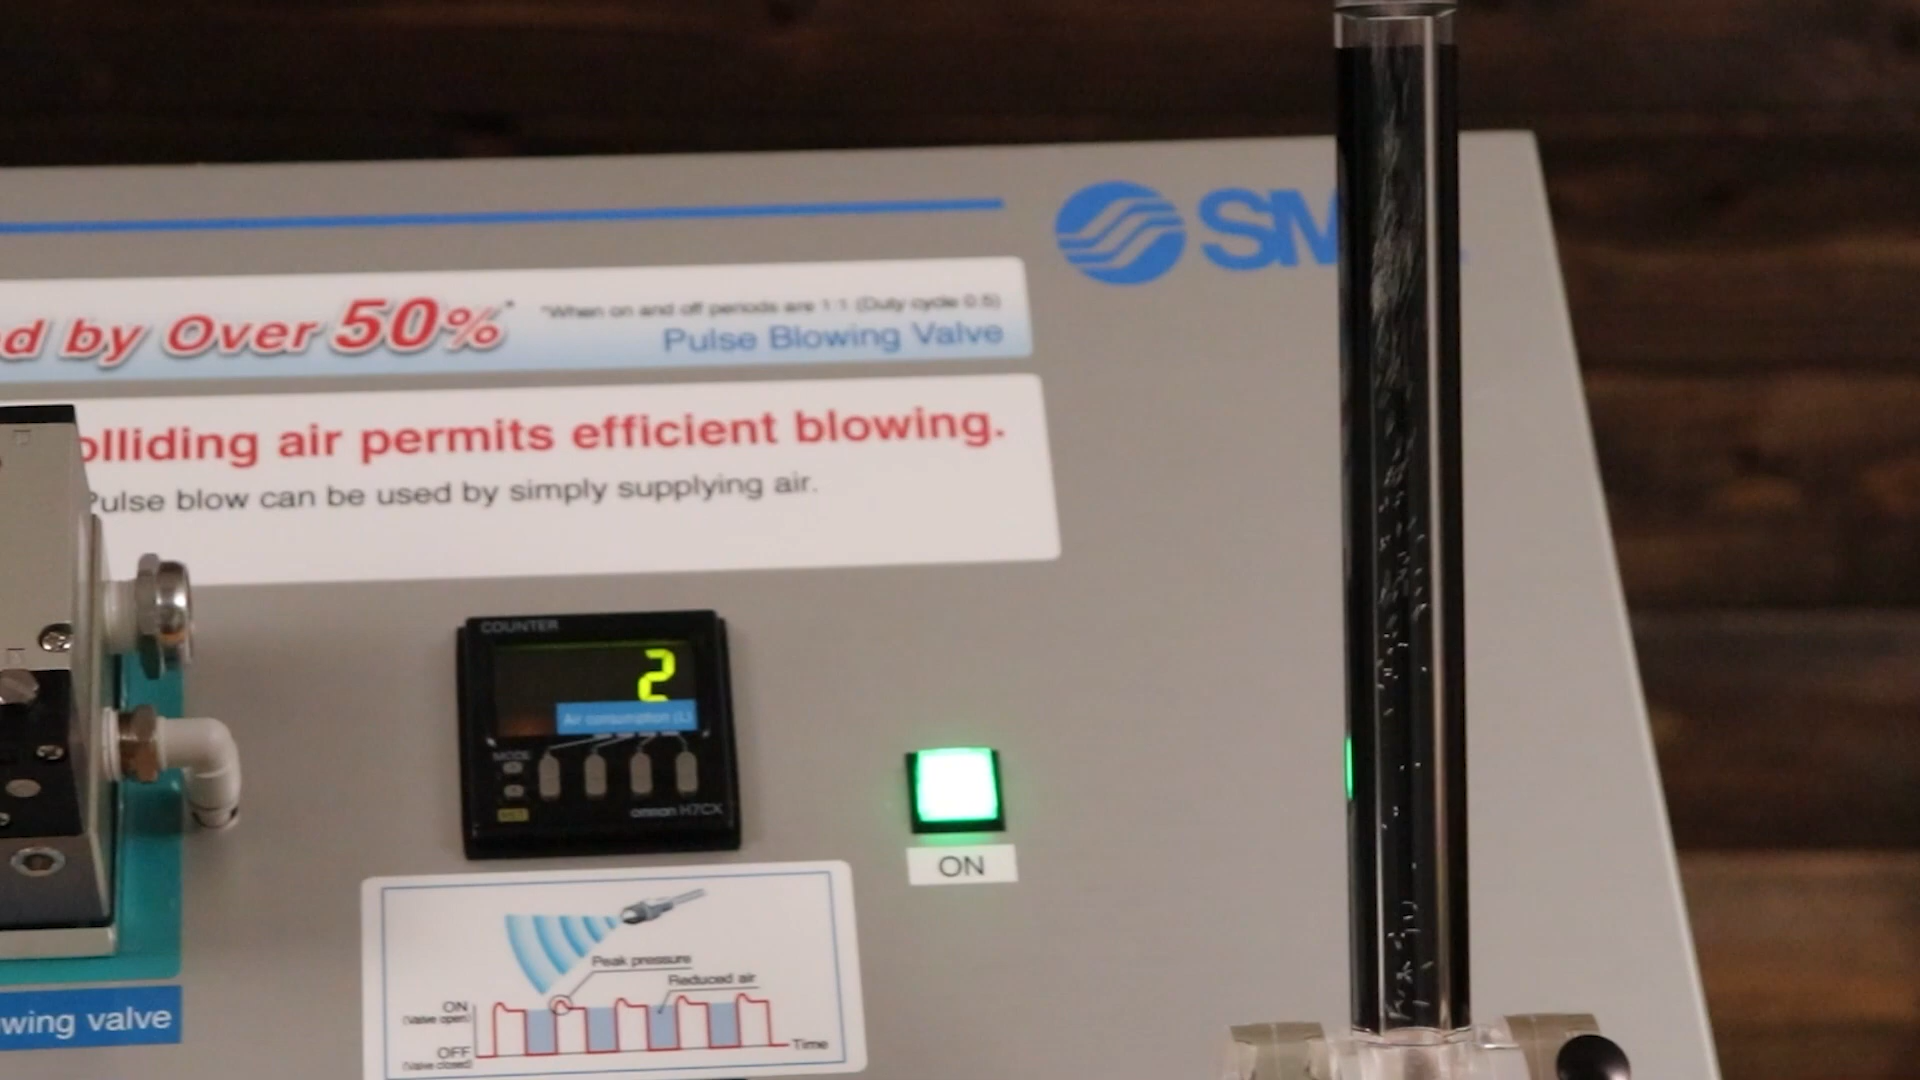 SM
d by Over 50%*
*When on and off periods are 1:1 (Duty cycle 0.5)
Pulse Blowing Valve
olliding air permits efficient blowing.
Pulse blow can be used by simply supplying air.
COUNTER
2
Air consumption (L)
MODE
omron H7CX
ON
wing valve
Peak pressure
Reduced air
ON
(Valve open)
OFF
(Valve closed)
Time